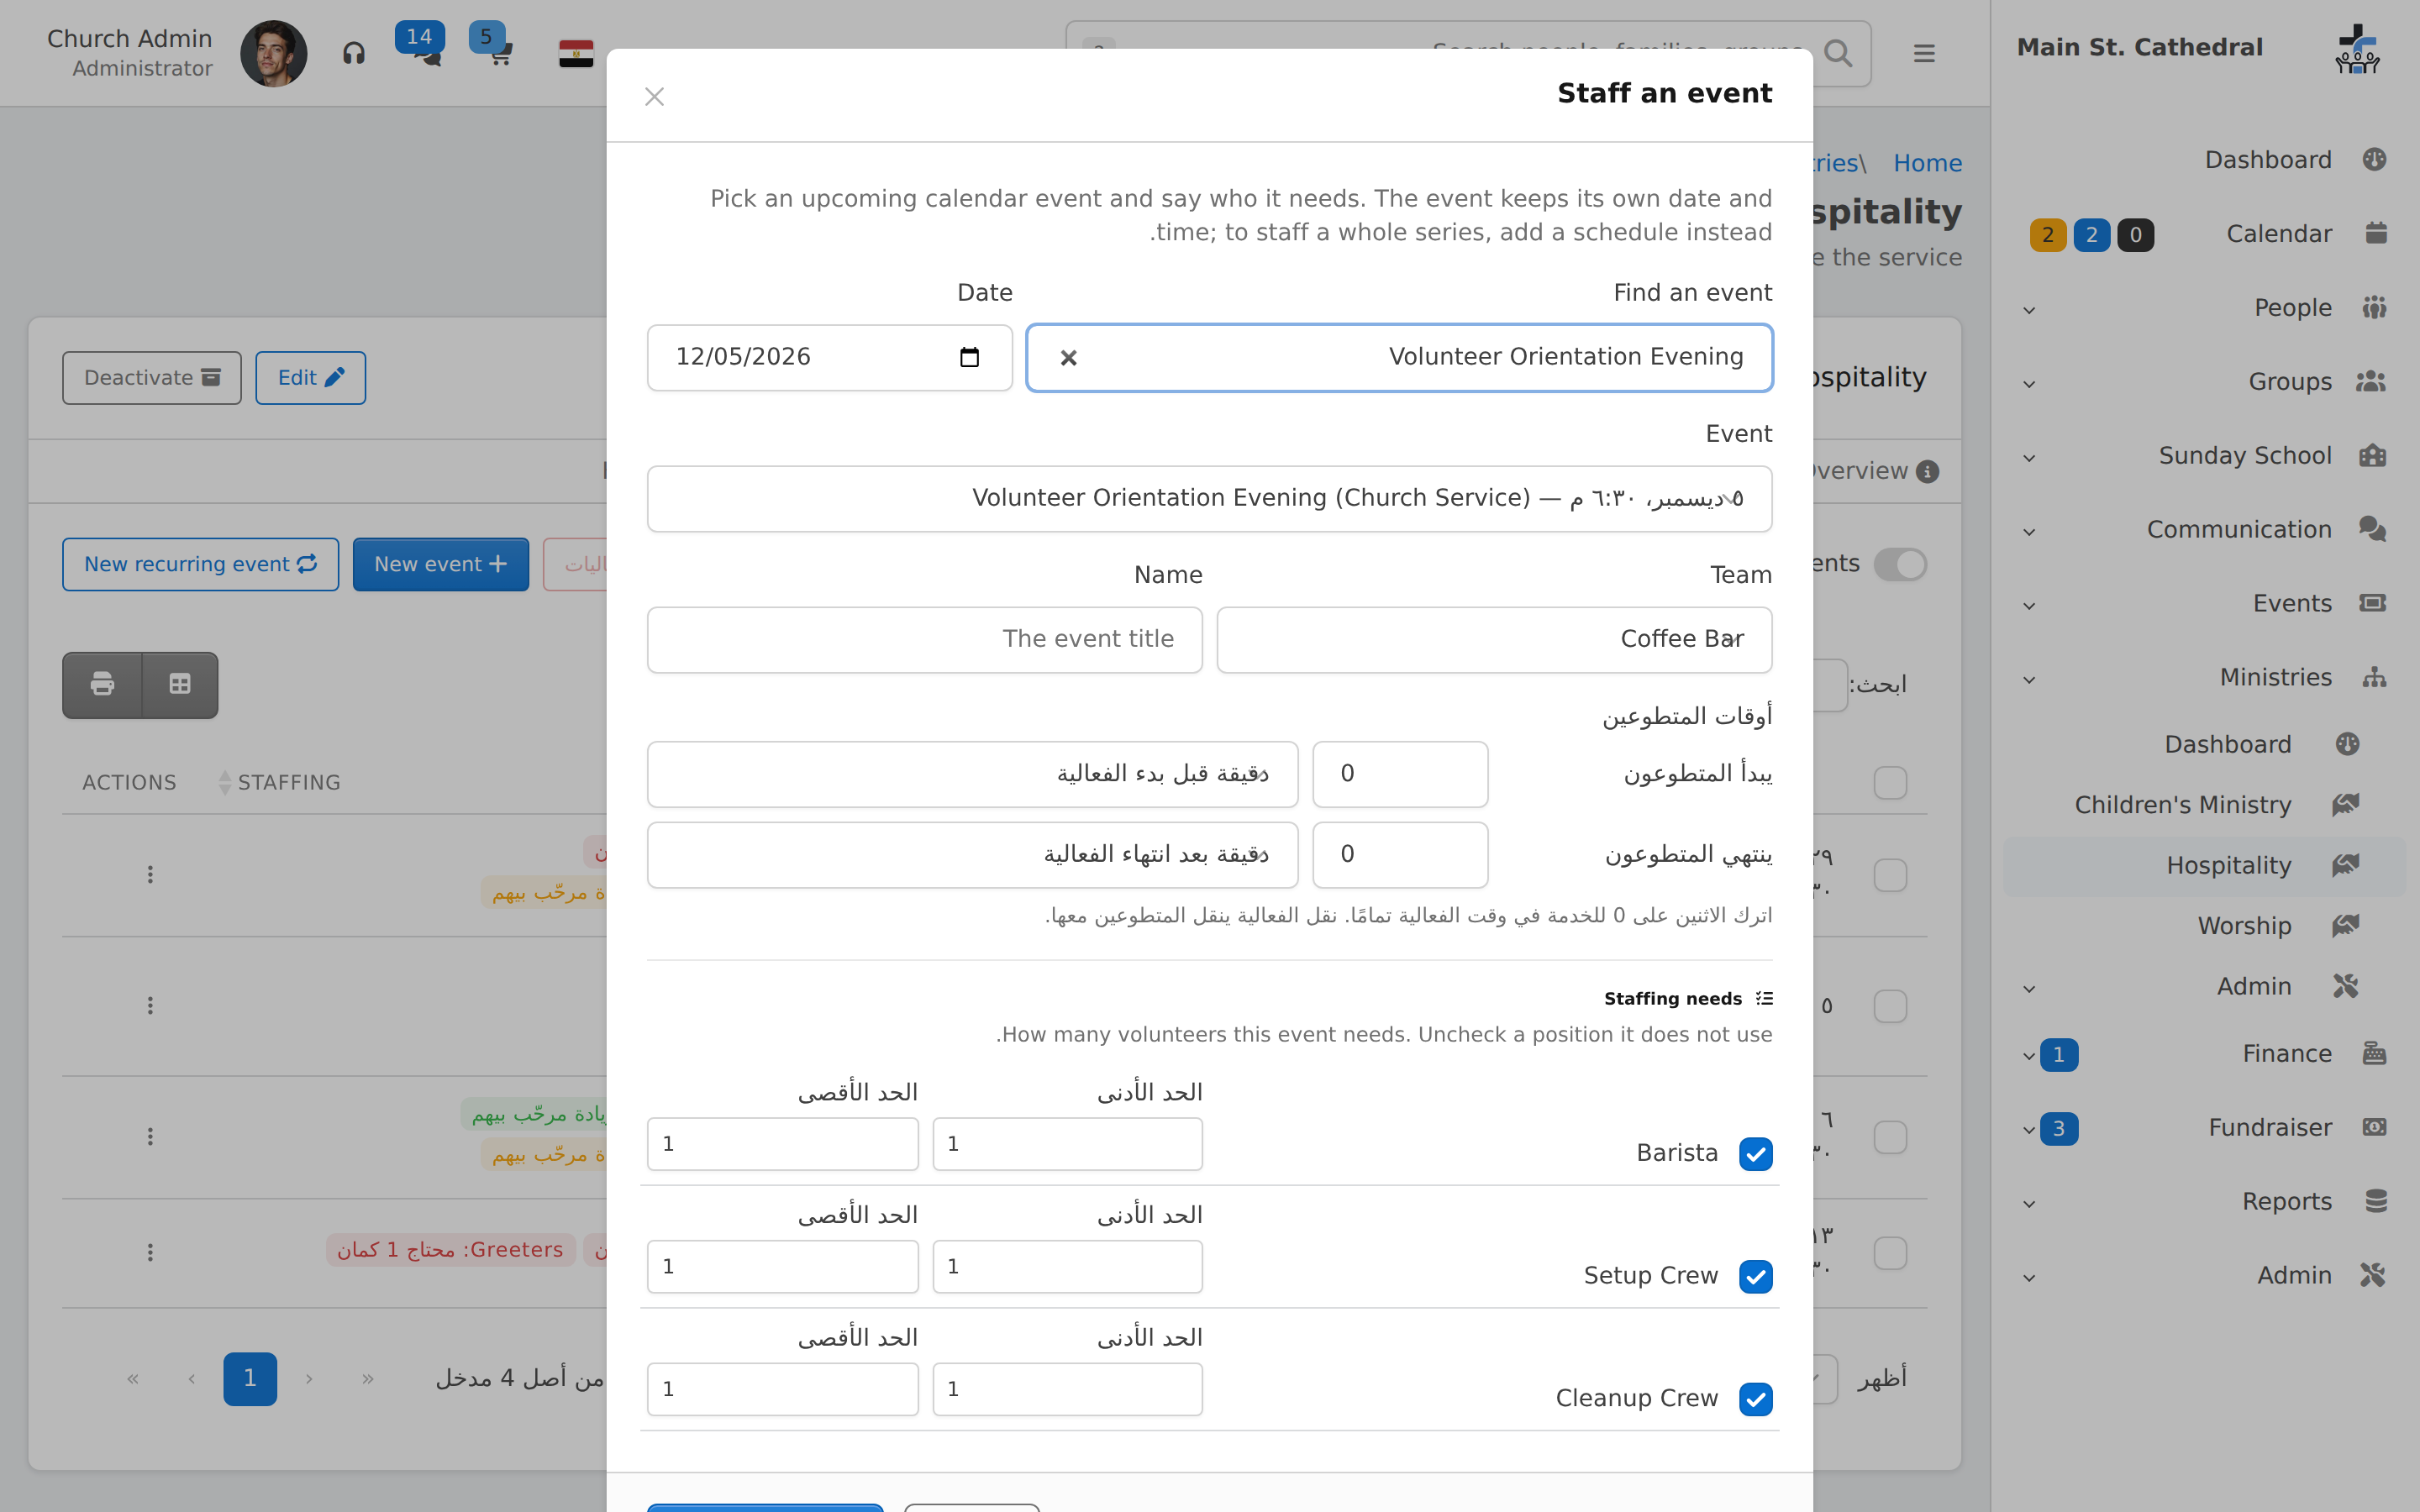 Main St. Cathedral
Church Admin
Administrator
14
5
Dashboard
Calendar
0
2
2
People
Groups
Sunday School
Communication
Events
Ministries
Dashboard
Children's Ministry
Hospitality
Worship
Admin
Finance
1
Fundraiser
3
Reports
Admin
Home
Edit
Deactivate
New event
New recurring event
ابحث:
STAFFING
ACTIONS
Greeters: محتاج 1 كمان
من أصل 4 مدخل
أظهر
1
Staff an event
Pick an upcoming calendar event and say who it needs. The event keeps its own date and
time; to staff a whole series, add a schedule instead.
Find an event
Date
Volunteer Orientation Evening
12/05/2026
Event
٥ ديسمبر، ٦:٣٠ م — Volunteer Orientation Evening (Church Service)
Team
Name
Coffee Bar
The event title
أوقات المتطوعين
يبدأ المتطوعون
0
دقيقة قبل بدء الفعالية
ينتهي المتطوعون
0
دقيقة بعد انتهاء الفعالية
اترك الاثنين على 0 للخدمة في وقت الفعالية تمامًا. نقل الفعالية ينقل المتطوعين معها.
Staffing needs
How many volunteers this event needs. Uncheck a position it does not use.
الحد الأدنى
الحد الأقصى
Barista
1
1
الحد الأدنى
الحد الأقصى
Setup Crew
1
1
الحد الأدنى
الحد الأقصى
Cleanup Crew
1
1